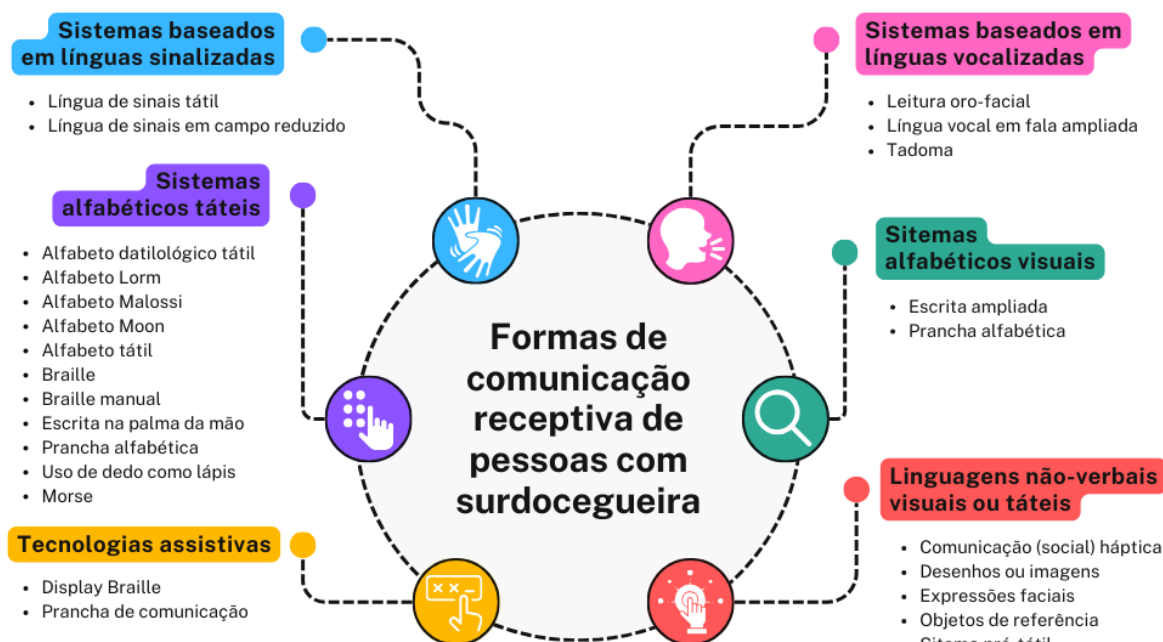 Sistemas baseados
em línguas sinalizadas
• Língua de sinais tátil
• Língua de sinais em campo reduzido
Sistemas
alfabéticos táteis
• Alfabeto datilológico tátil
• Alfabeto Lorm
• Alfabeto Malossi
• Alfabeto Moon
• Alfabeto tátil
• Braille
• Braille manual
• Escrita na palma da mão
• Prancha alfabética
• Uso de dedo como lápis
• Morse
Tecnologias assistivas
• Display Braille
• Prancha de comunicação
Formas de
comunicação
receptiva de
pessoas com
surdocegueira
Sistemas baseados em
línguas vocalizadas
• Leitura oro-facial
• Língua vocal em fala ampliada
• Tadoma
Sitemas
alfabéticos visuais
• Escrita ampliada
• Prancha alfabética
Linguagens não-verbais
visuais ou táteis
• Comunicação (social) háptica
• Desenhos ou imagens
• Expressões faciais
• Objetos de referência
• Sitema pró-tátil